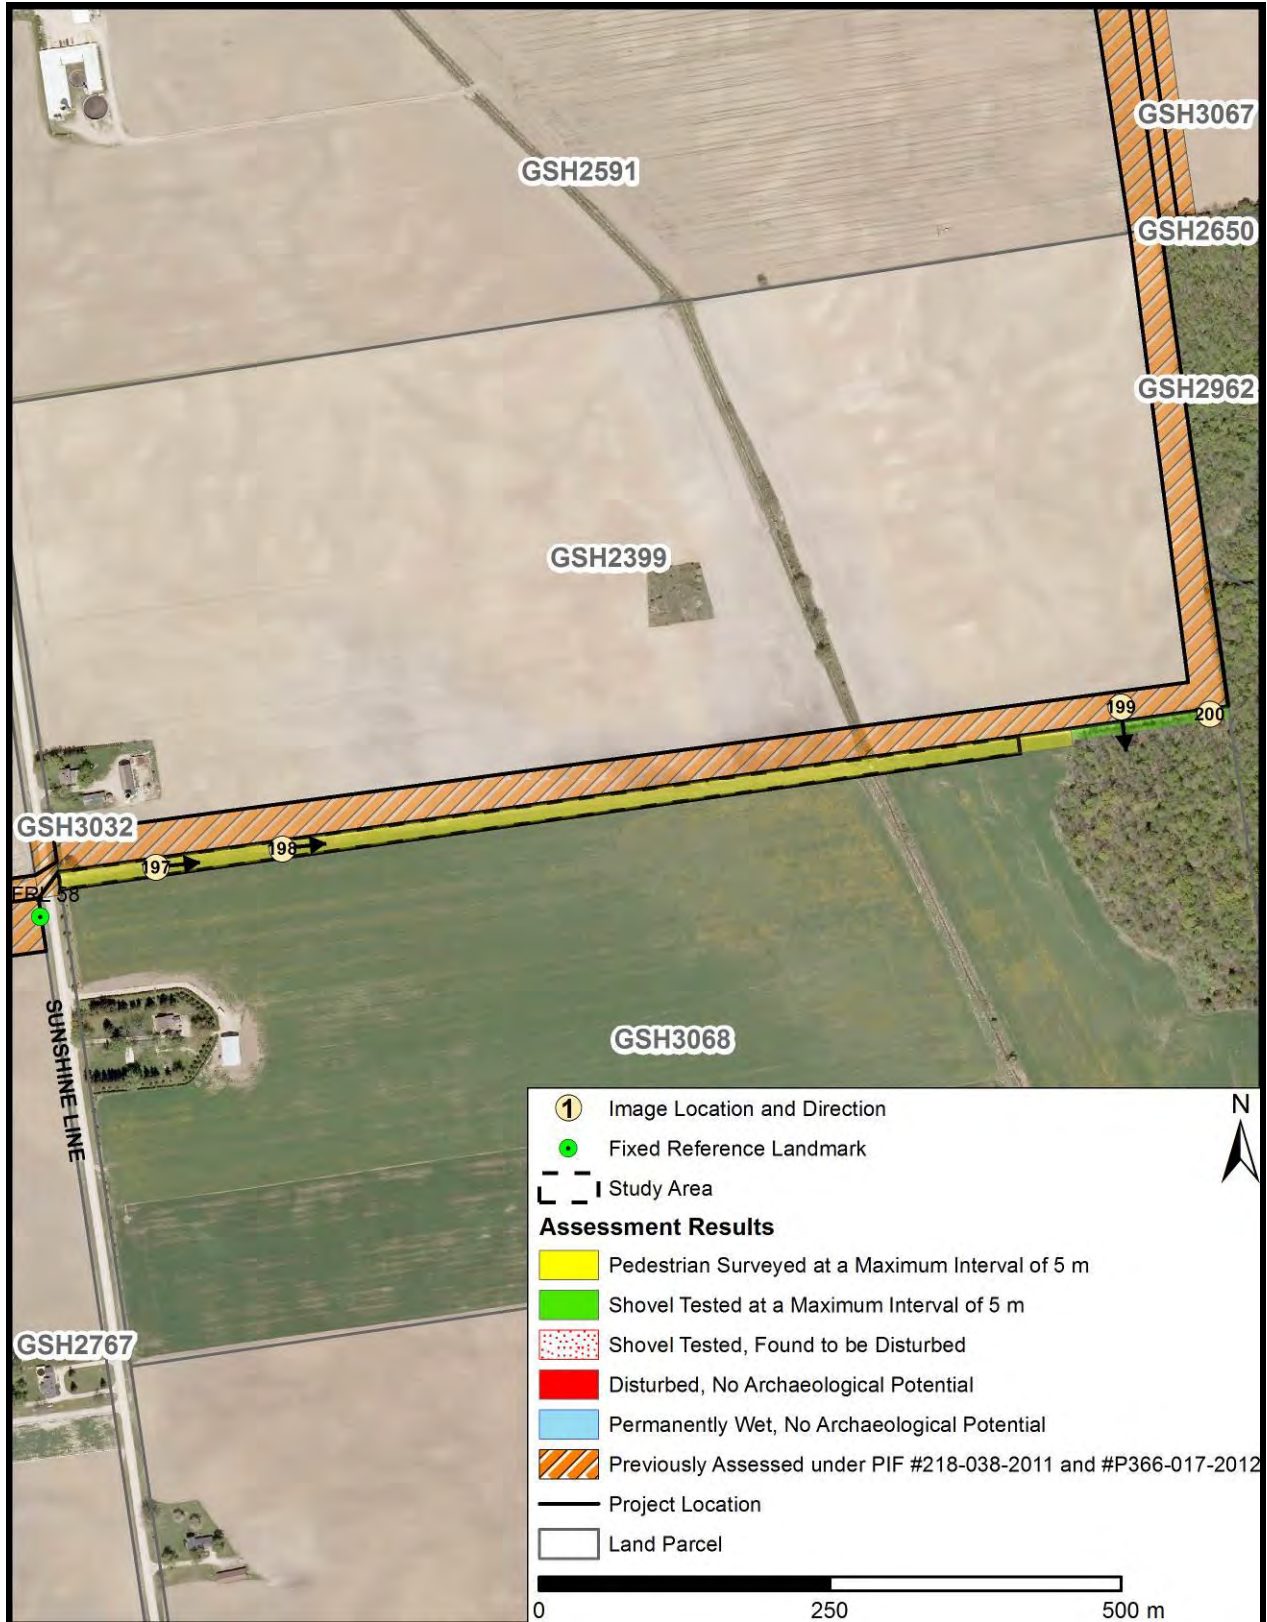 GSH3067
GSH2591
GSH2650
GSH2962
GSH2399
199
200
GSH3032
198
197
FRL 58
SUNSHINE LINE
GSH3068
GSH2767
N
1 Image Location and Direction
Fixed Reference Landmark
Study Area
Assessment Results
Pedestrian Surveyed at a Maximum Interval of 5 m
Shovel Tested at a Maximum Interval of 5 m
Shovel Tested, Found to be Disturbed
Disturbed, No Archaeological Potential
Permanently Wet, No Archaeological Potential
Previously Assessed under PIF #218-038-2011 and #P366-017-2012
Project Location
Land Parcel
0 250 500 m